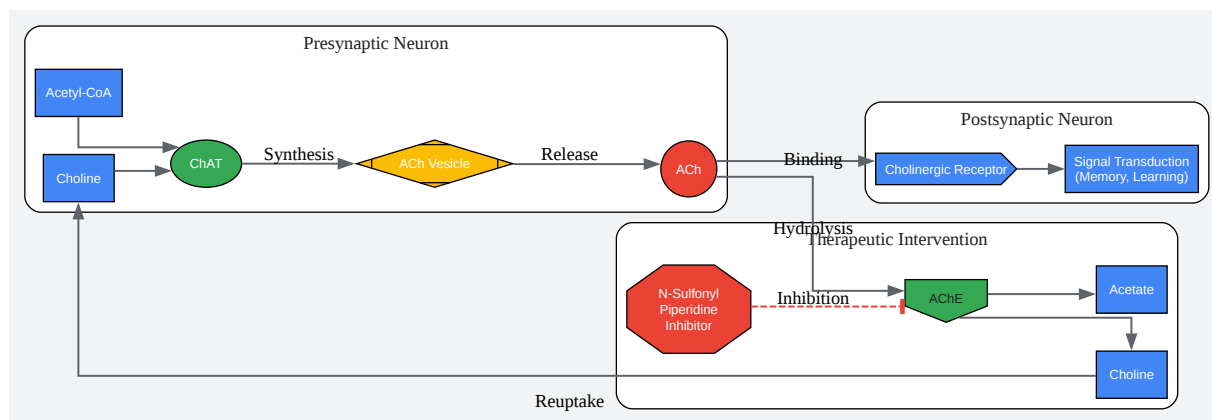 Presynaptic Neuron
Acetyl-CoA
Choline
ChAT
Synthesis
ACh Vesicle
Release
ACh
Binding
Postsynaptic Neuron
Cholinergic Receptor
Signal Transduction
(Memory, Learning)
Hydrolysis
Therapeutic Intervention
N-Sulfonyl
Piperidine
Inhibitor
Inhibition
AChE
Acetate
Choline
Reuptake